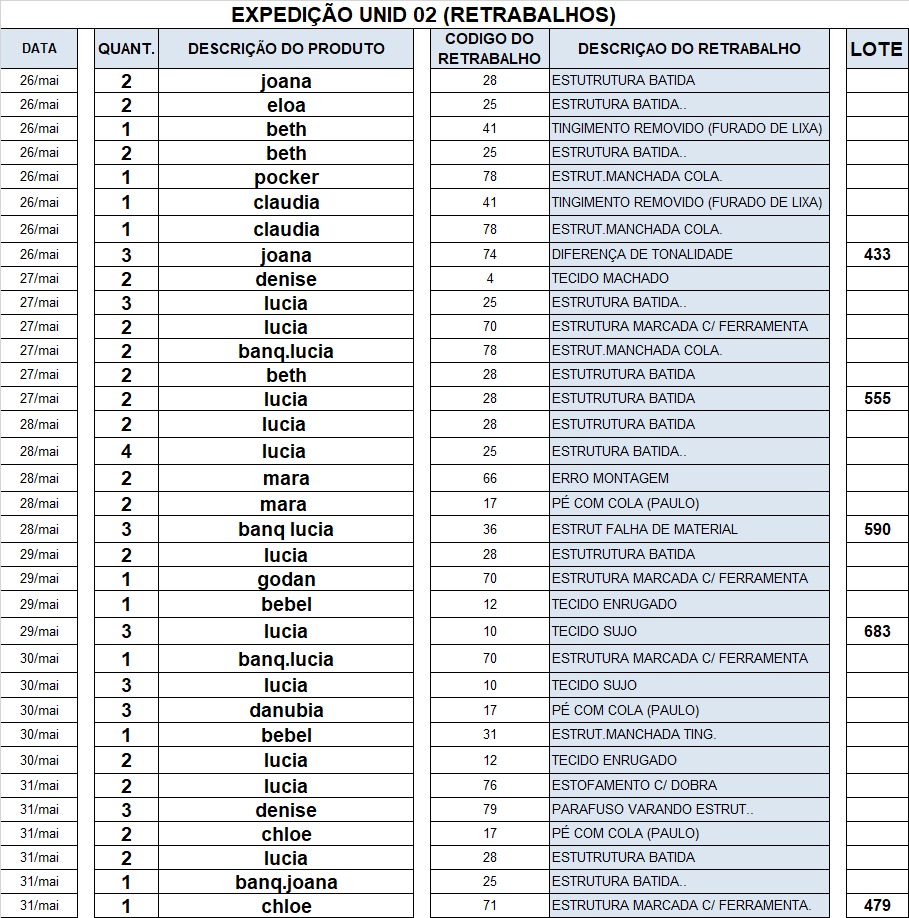 EXPEDIÇÃO UNID 02 (RETRABALHOS)
DATA QUANT. DESCRIÇÃO DO PRODUTO CODIGO DO RETRABALHO DESCRIÇAO DO RETRABALHO LOTE
26/mai 2 joana 28 ESTUTRUTURA BATIDA
26/mai 2 eloa 25 ESTRUTURA BATIDA..
26/mai 1 beth 41 TINGIMENTO REMOVIDO (FURADO DE LIXA)
26/mai 2 beth 25 ESTRUTURA BATIDA..
26/mai 1 pocker 78 ESTRUT.MANCHADA COLA.
26/mai 1 claudia 41 TINGIMENTO REMOVIDO (FURADO DE LIXA)
26/mai 1 claudia 78 ESTRUT.MANCHADA COLA.
26/mai 3 joana 74 DIFERENÇA DE TONALIDADE 433
27/mai 2 denise 4 TECIDO MACHADO
27/mai 3 lucia 25 ESTRUTURA BATIDA..
27/mai 2 lucia 70 ESTRUTURA MARCADA C/ FERRAMENTA
27/mai 2 banq.lucia 78 ESTRUT.MANCHADA COLA.
27/mai 2 beth 28 ESTUTRUTURA BATIDA
27/mai 2 lucia 28 ESTUTRUTURA BATIDA 555
28/mai 2 lucia 28 ESTUTRUTURA BATIDA
28/mai 4 lucia 25 ESTRUTURA BATIDA..
28/mai 2 mara 66 ERRO MONTAGEM
28/mai 2 mara 17 PÉ COM COLA (PAULO)
28/mai 3 banq lucia 36 ESTRUT FALHA DE MATERIAL 590
29/mai 2 lucia 28 ESTUTRUTURA BATIDA
29/mai 1 godan 70 ESTRUTURA MARCADA C/ FERRAMENTA
29/mai 1 bebel 12 TECIDO ENRUGADO
29/mai 3 lucia 10 TECIDO SUJO 683
30/mai 1 banq.lucia 70 ESTRUTURA MARCADA C/ FERRAMENTA
30/mai 3 lucia 10 TECIDO SUJO
30/mai 3 danubia 17 PÉ COM COLA (PAULO)
30/mai 1 bebel 31 ESTRUT.MANCHADA TING.
30/mai 2 lucia 12 TECIDO ENRUGADO
31/mai 2 lucia 76 ESTOFAMENTO C/ DOBRA
31/mai 3 denise 79 PARAFUSO VARANDO ESTRUT..
31/mai 2 chloe 17 PÉ COM COLA (PAULO)
31/mai 2 lucia 28 ESTUTRUTURA BATIDA
31/mai 1 banq.joana 25 ESTRUTURA BATIDA..
31/mai 1 chloe 71 ESTRUTURA MARCADA C/ FERRAMENTA. 479